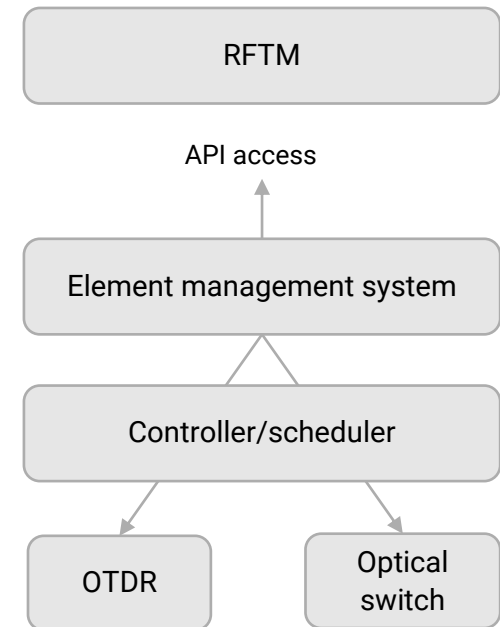 RFTM
API access
Element management system
Controller/scheduler
OTDR
Optical
switch